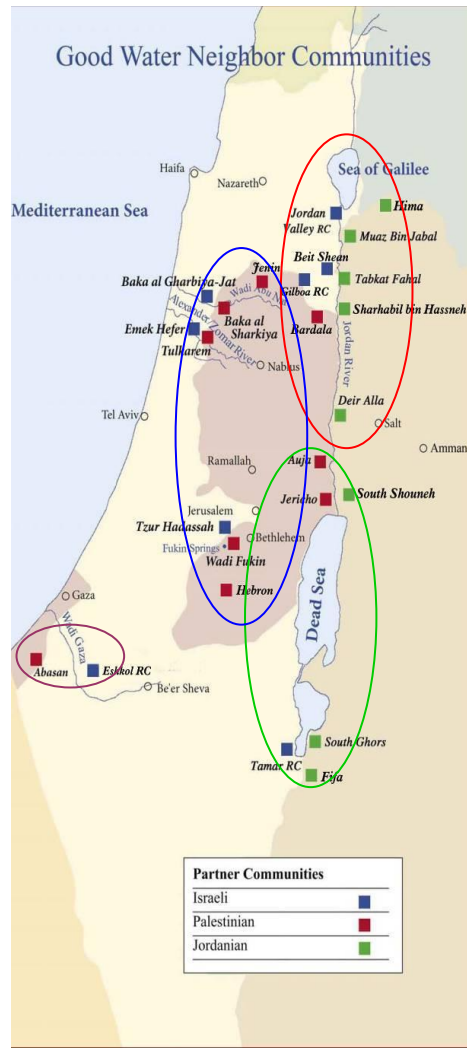 Good Water Neighbor Communities
Haifa
Nazareth
Sea of Galilee
Mediterranean Sea
Hima
Jordan
Valley RC
Muaz Bin Jabal
Beit Shean
Jenin
Tabkat Fahal
Baka al Gharbiya-Jat
Gilboa RC
Wadi Abu Nar
Sharhabil bin Hassneh
Baka al
Sharkiya
Bardala
Alexander/Zomar River
Emek Hefer
Tulkarem
Jordan River
Nablus
Deir Alla
Tel Aviv
Salt
Amman
Ramallah
Auja
Jericho
South Shouneh
Jerusalem
Tzur Hadassah
Bethlehem
Fukin Springs
Wadi Fukin
Hebron
Dead Sea
Gaza
Wadi Gaza
Abasan
Eshkol RC
Be'er Sheva
South Ghors
Tamar RC
Fifa
Partner Communities
Israeli
Palestinian
Jordanian